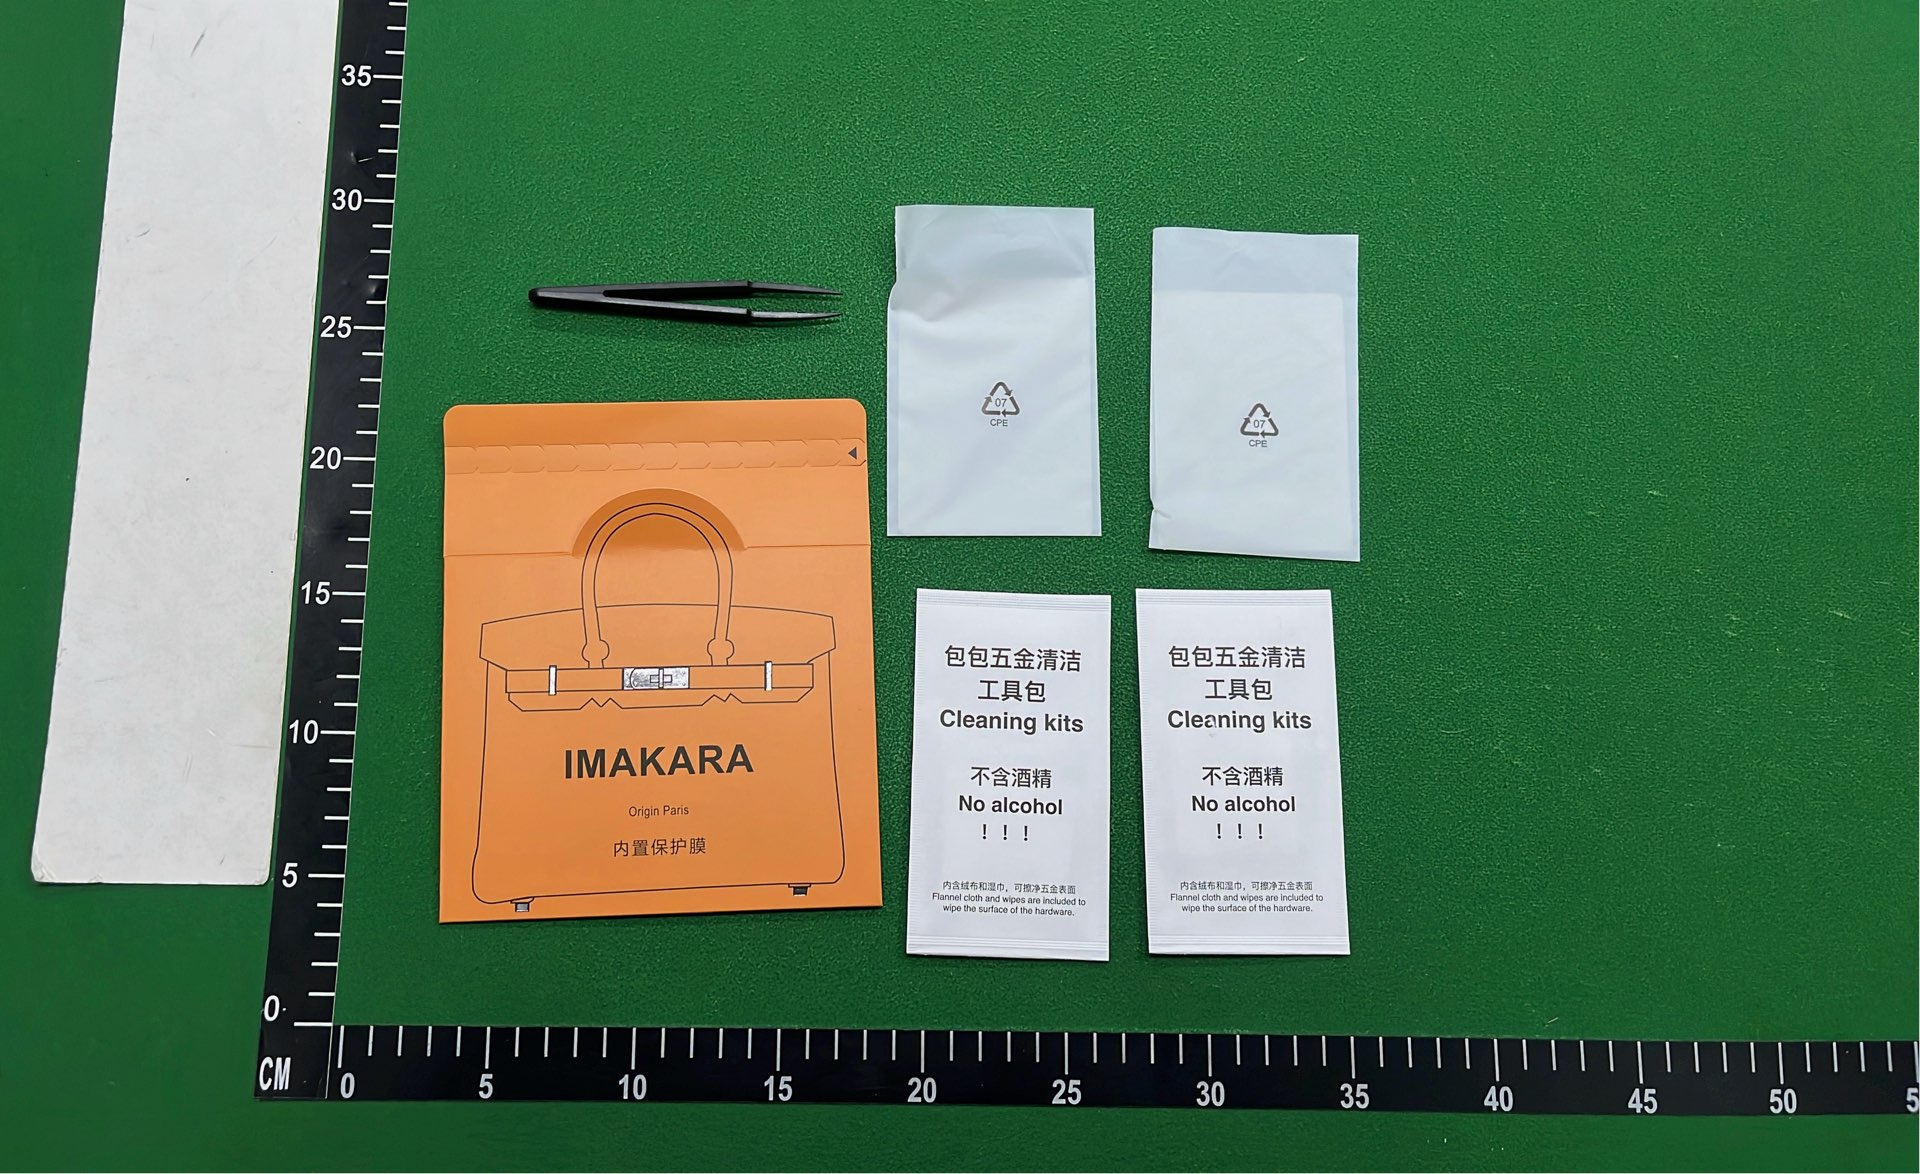 35
30
25
20
15
10
5
0
CM
0 5 10 15 20 25 30 35 40 45 50 5
07
CPE
07
CPE
IMAKARA
Origin Paris
内置保护膜
包包五金清洁
工具包
Cleaning kits
不含酒精
No alcohol
！！！
内含绒布和湿巾，可擦净五金表面
Flannel cloth and wipes are included to
wipe the surface of the hardware.
包包五金清洁
工具包
Cleaning kits
不含酒精
No alcohol
！！！
内含绒布和湿巾，可擦净五金表面
Flannel cloth and wipes are included to
wipe the surface of the hardware.